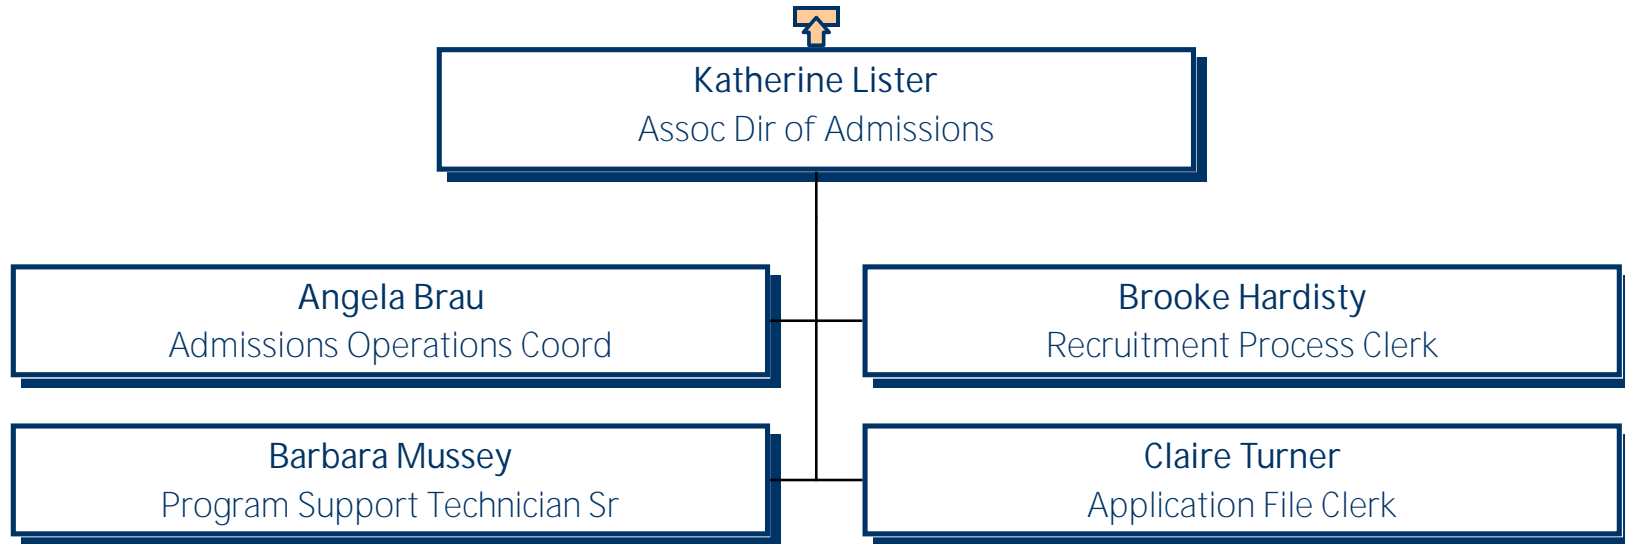 Katherine Lister
Assoc Dir of Admissions
Angela Brau
Admissions Operations Coord
Brooke Hardisty
Recruitment Process Clerk
Barbara Mussey
Program Support Technician Sr
Claire Turner
Application File Clerk